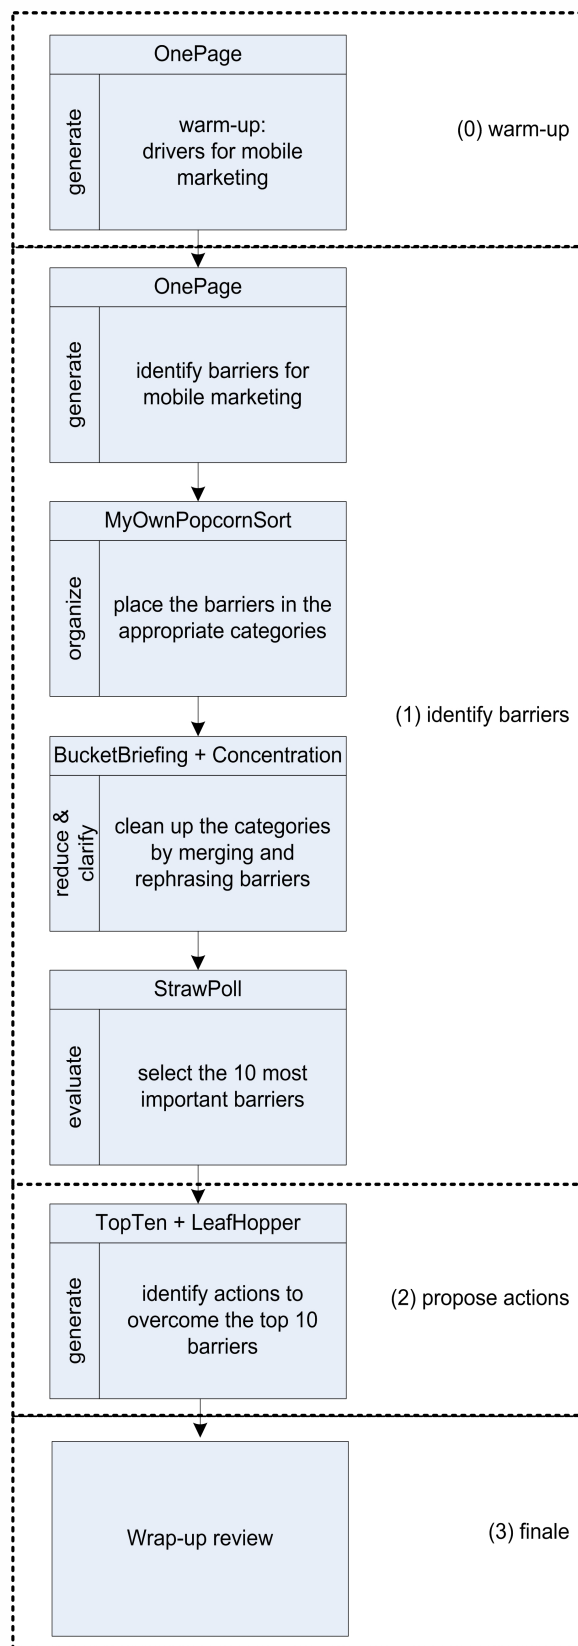 OnePage
generate
warm-up:
drivers for mobile
marketing
(0) warm-up
OnePage
generate
identify barriers for
mobile marketing
MyOwnPopcornSort
organize
place the barriers in the
appropriate categories
(1) identify barriers
BucketBriefing + Concentration
reduce &
clarify
clean up the categories
by merging and
rephrasing barriers
StrawPoll
evaluate
select the 10 most
important barriers
TopTen + LeafHopper
generate
identify actions to
overcome the top 10
barriers
(2) propose actions
Wrap-up review
(3) finale